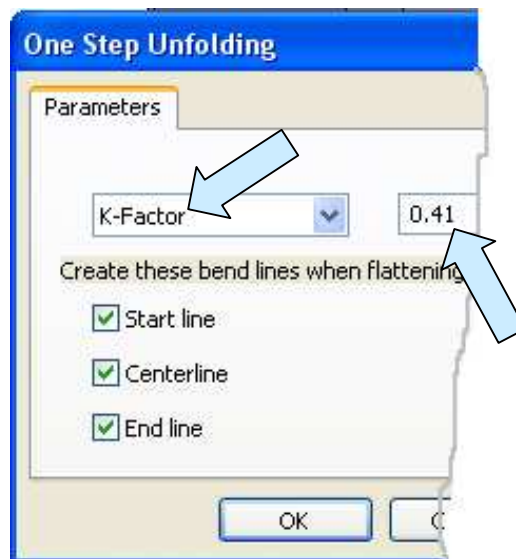 One Step Unfolding
Parameters
K-Factor 0.41
Create these bend lines when flattening
Start line
Centerline
End line
OK